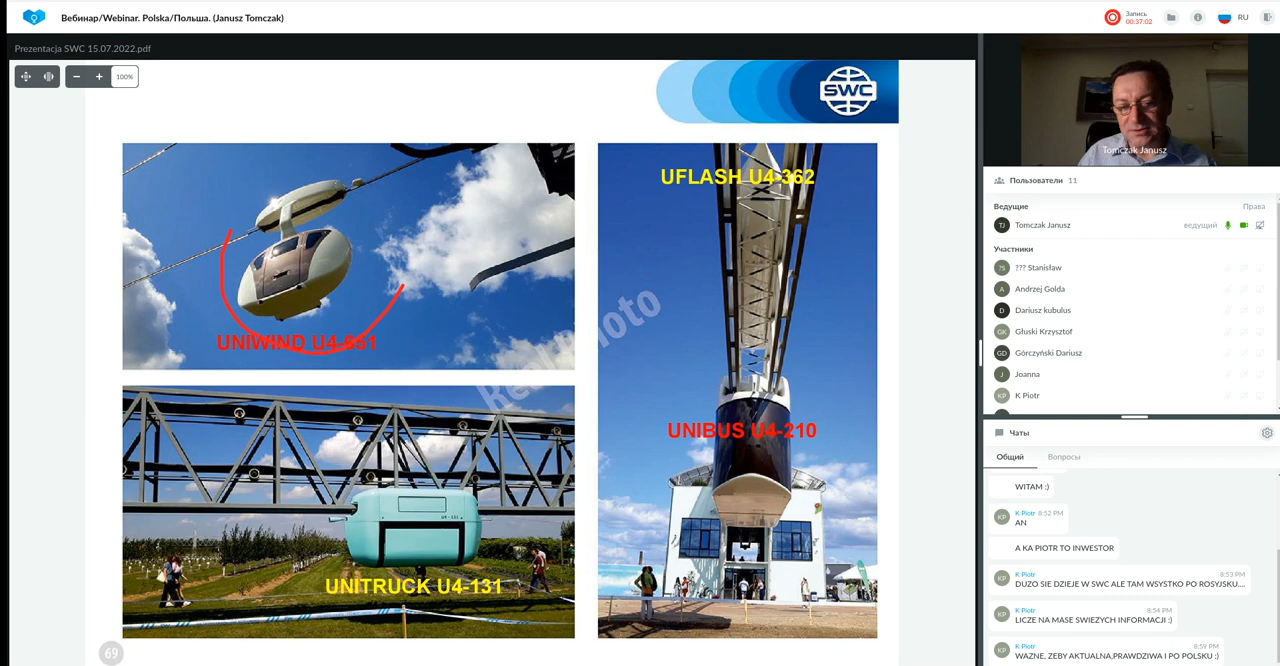 Вебинар/Webinar. Polska/Польша. (Janusz Tomczak)
Запись
00:37:02
RU
Prezentacja SWC 15.07.2022.pdf
100%
SWC
UNIWIND U4-651
UFLASH U4-362
UNIBUS U4-210
UNITRUCK U4-131
69
Tomczak Janusz
Пользователи 11
Ведущие
Права
TJ
Tomczak Janusz
ведущий
Участники
?S
??? Stanisław
A
Andrzej Golda
D
Dariusz kubulus
GK
Głuski Krzysztof
GD
Górczyński Dariusz
J
Joanna
KP
K Piotr
Чаты
Общий
Вопросы
WITAM :)
KP
K Piotr 8:52 PM
AN
A KA PIOTR TO INWESTOR
KP
K Piotr 8:53 PM
DUZO SIE DZIEJE W SWC ALE TAM WSYSTKO PO ROSYJSKU....
KP
K Piotr 8:54 PM
LICZE NA MASE SWIEZYCH INFORMACJI :)
KP
K Piotr 8:59 PM
WAZNE, ZEBY AKTUALNA,PRAWDZIWA I PO POLSKU :)